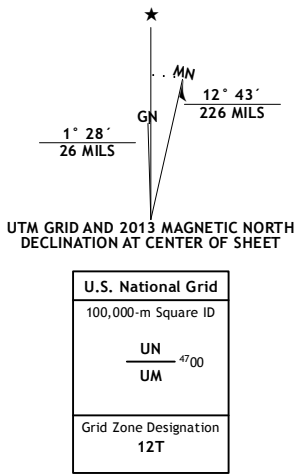 ★
MN
GN
12° 43´
226 MILS
1° 28´
26 MILS
UTM GRID AND 2013 MAGNETIC NORTH
DECLINATION AT CENTER OF SHEET
U.S. National Grid
100,000-m Square ID
UN
4700
UM
Grid Zone Designation
12T